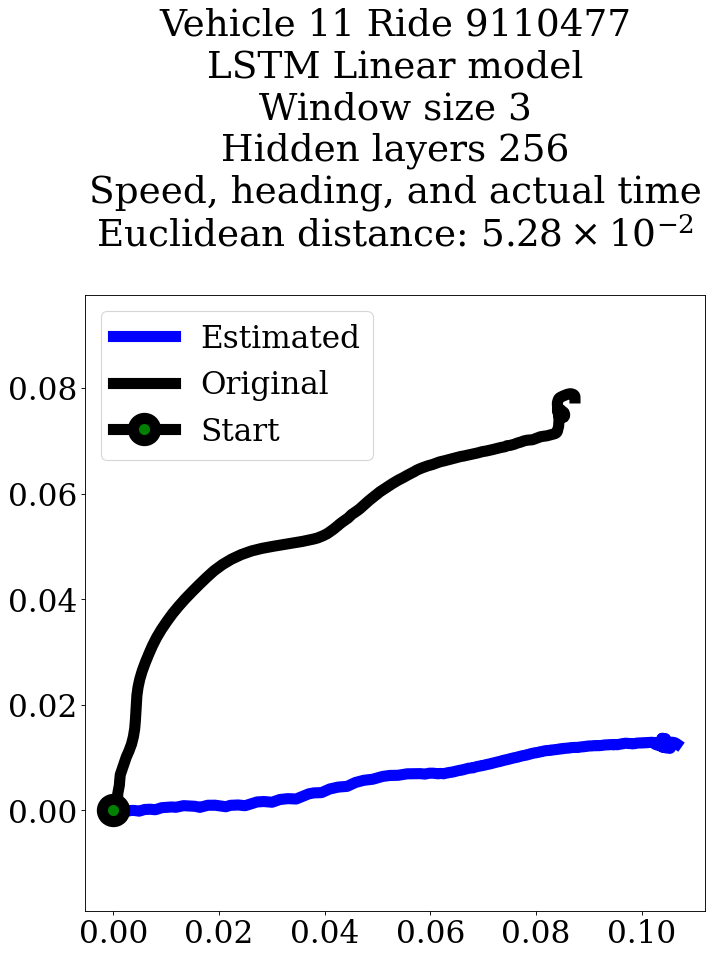 Vehicle 11 Ride 9110477
LSTM Linear model
Window size 3
Hidden layers 256
Speed, heading, and actual time
Euclidean distance: 5.28 × 10⁻²
Estimated
Original
Start
0.08
0.06
0.04
0.02
0.00
0.00 0.02 0.04 0.06 0.08 0.10